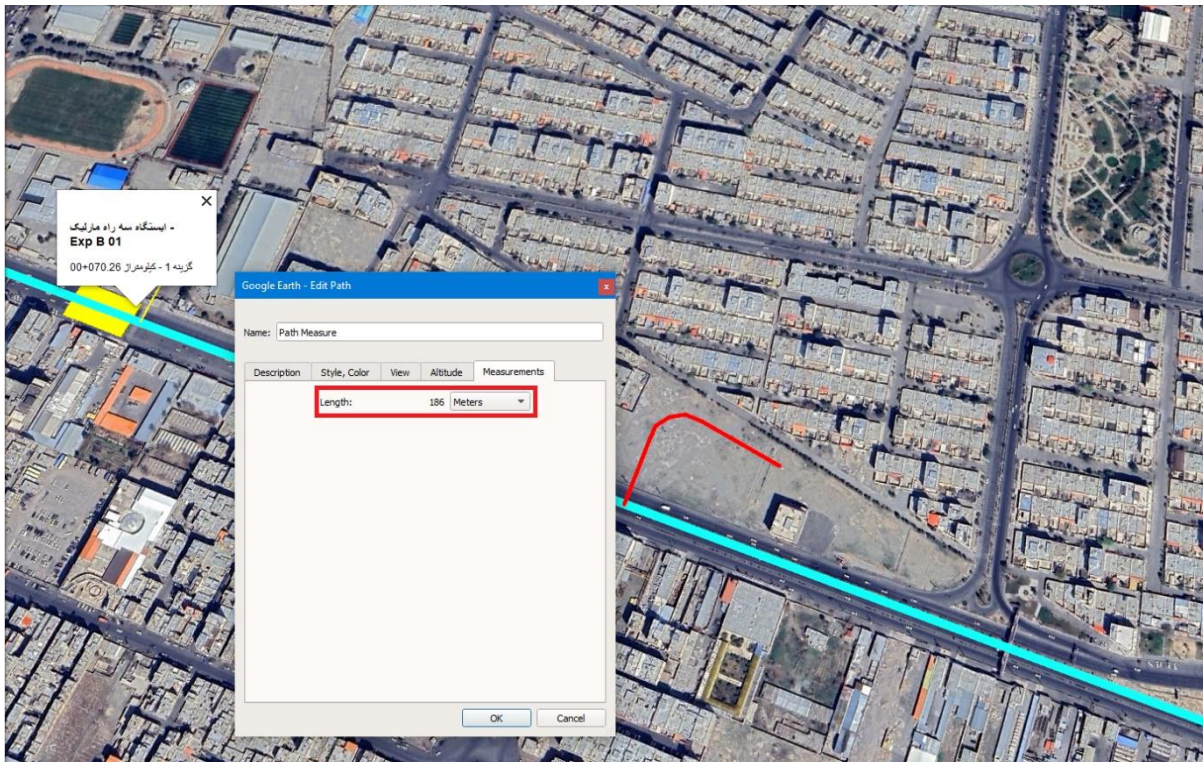 - ایستگاه سه راه مارلیک
Exp B 01
گزینه 1 - کیلومتراژ 070.26+00
Google Earth - Edit Path
Name: Path Measure
Description Style, Color View Altitude Measurements
Length: 186 Meters
OK Cancel